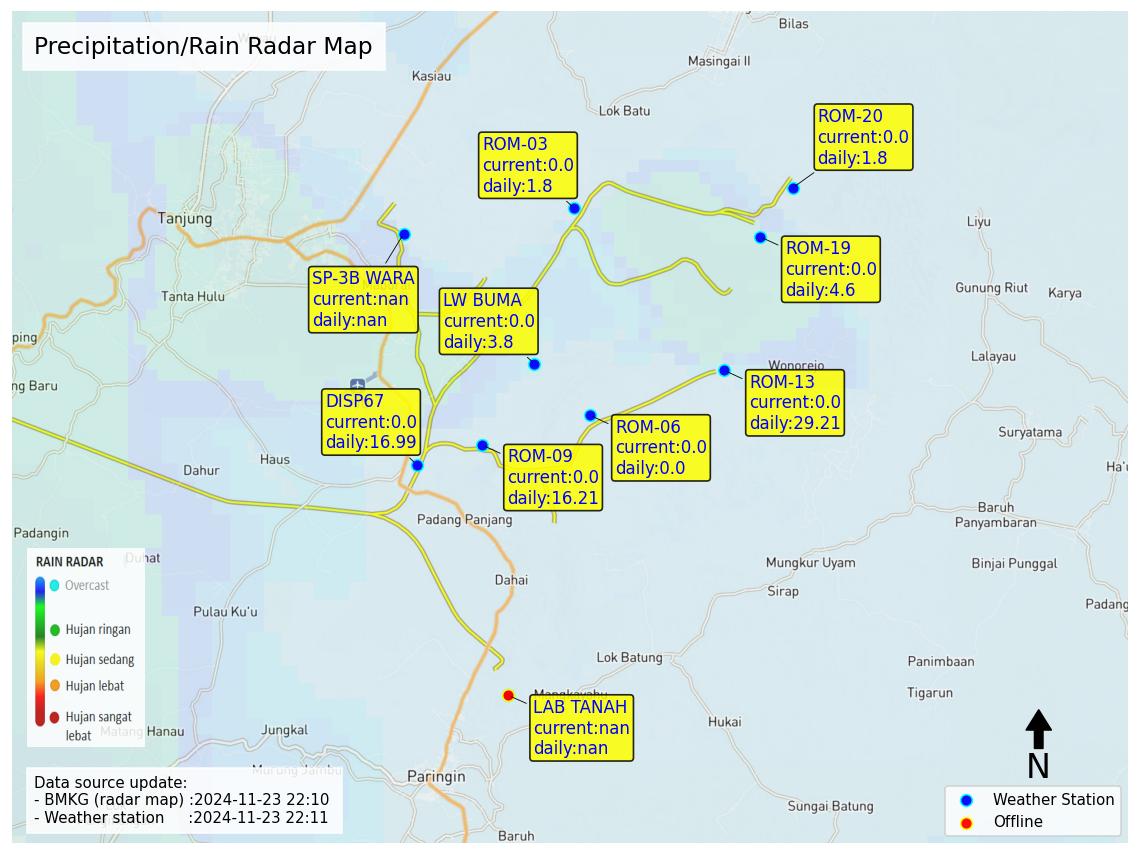 Precipitation/Rain Radar Map
Bilas
Masingai II
Kasiau
Lok Batu
ROM-20
current:0.0
daily:1.8
ROM-03
current:0.0
daily:1.8
Tanjung
Liyu
ROM-19
current:0.0
daily:4.6
SP-3B WARA
current:nan
daily:nan
Tanta Hulu
LW BUMA
current:0.0
daily:3.8
Gunung Riut
Karya
ping
Lalayau
Wonorejo
ng Baru
ROM-13
current:0.0
daily:29.21
DISP67
current:0.0
daily:16.99
ROM-06
current:0.0
daily:0.0
Suryatama
ROM-09
current:0.0
daily:16.21
Haus
Dahur
Ha'u
Padang Panjang
Baruh
Panyambaran
Padangin
Duhat
RAIN RADAR
Overcast
Hujan ringan
Hujan sedang
Hujan lebat
Hujan sangat
lebat
Mungkur Uyam
Binjai Punggal
Dahai
Sirap
Padang
Pulau Ku'u
Lok Batung
Panimbaan
Tigarun
Mangkayahu
LAB TANAH
current:nan
daily:nan
Hukai
Matang Hanau
Jungkal
Murung Jambu
Paringin
N
Data source update:
- BMKG (radar map) :2024-11-23 22:10
- Weather station :2024-11-23 22:11
Sungai Batung
Baruh
Weather Station
Offline